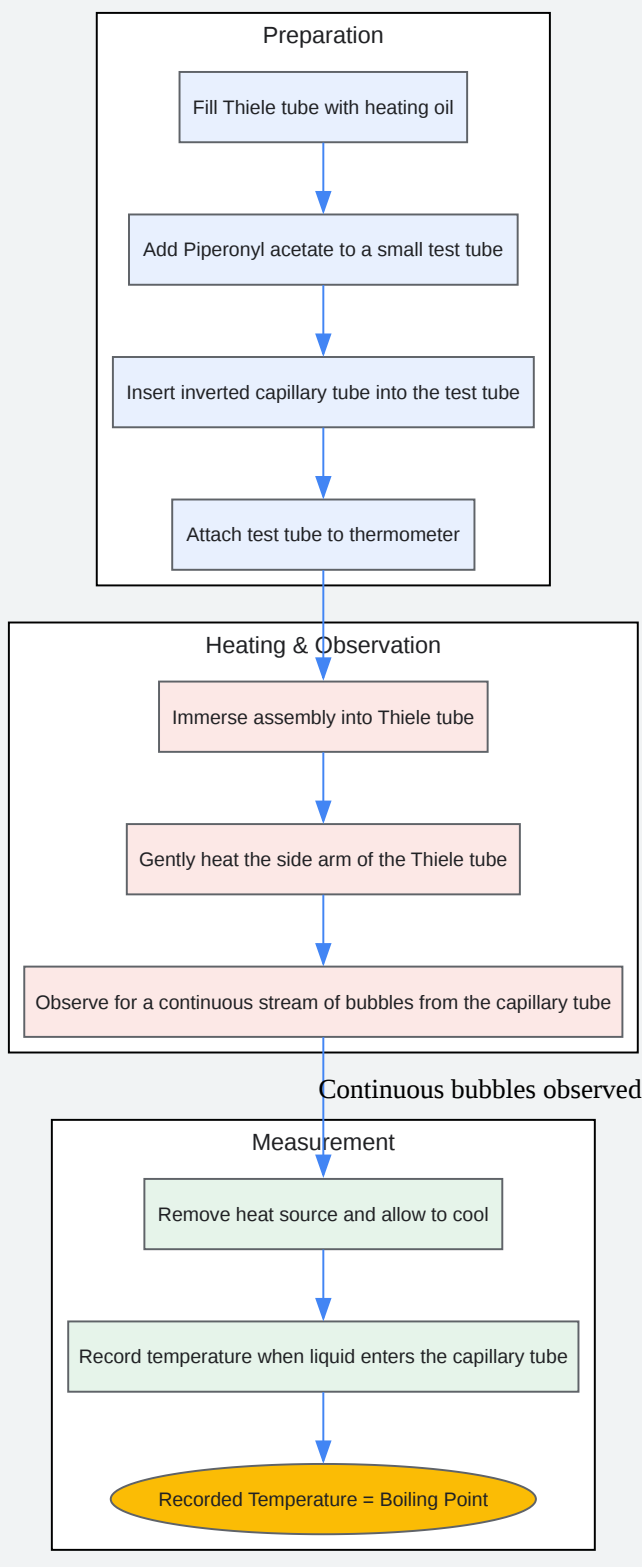 Preparation
Fill Thiele tube with heating oil
Add Piperonyl acetate to a small test tube
Insert inverted capillary tube into the test tube
Attach test tube to thermometer
Heating & Observation
Immerse assembly into Thiele tube
Gently heat the side arm of the Thiele tube
Observe for a continuous stream of bubbles from the capillary tube
Continuous bubbles observed
Measurement
Remove heat source and allow to cool
Record temperature when liquid enters the capillary tube
Recorded Temperature = Boiling Point